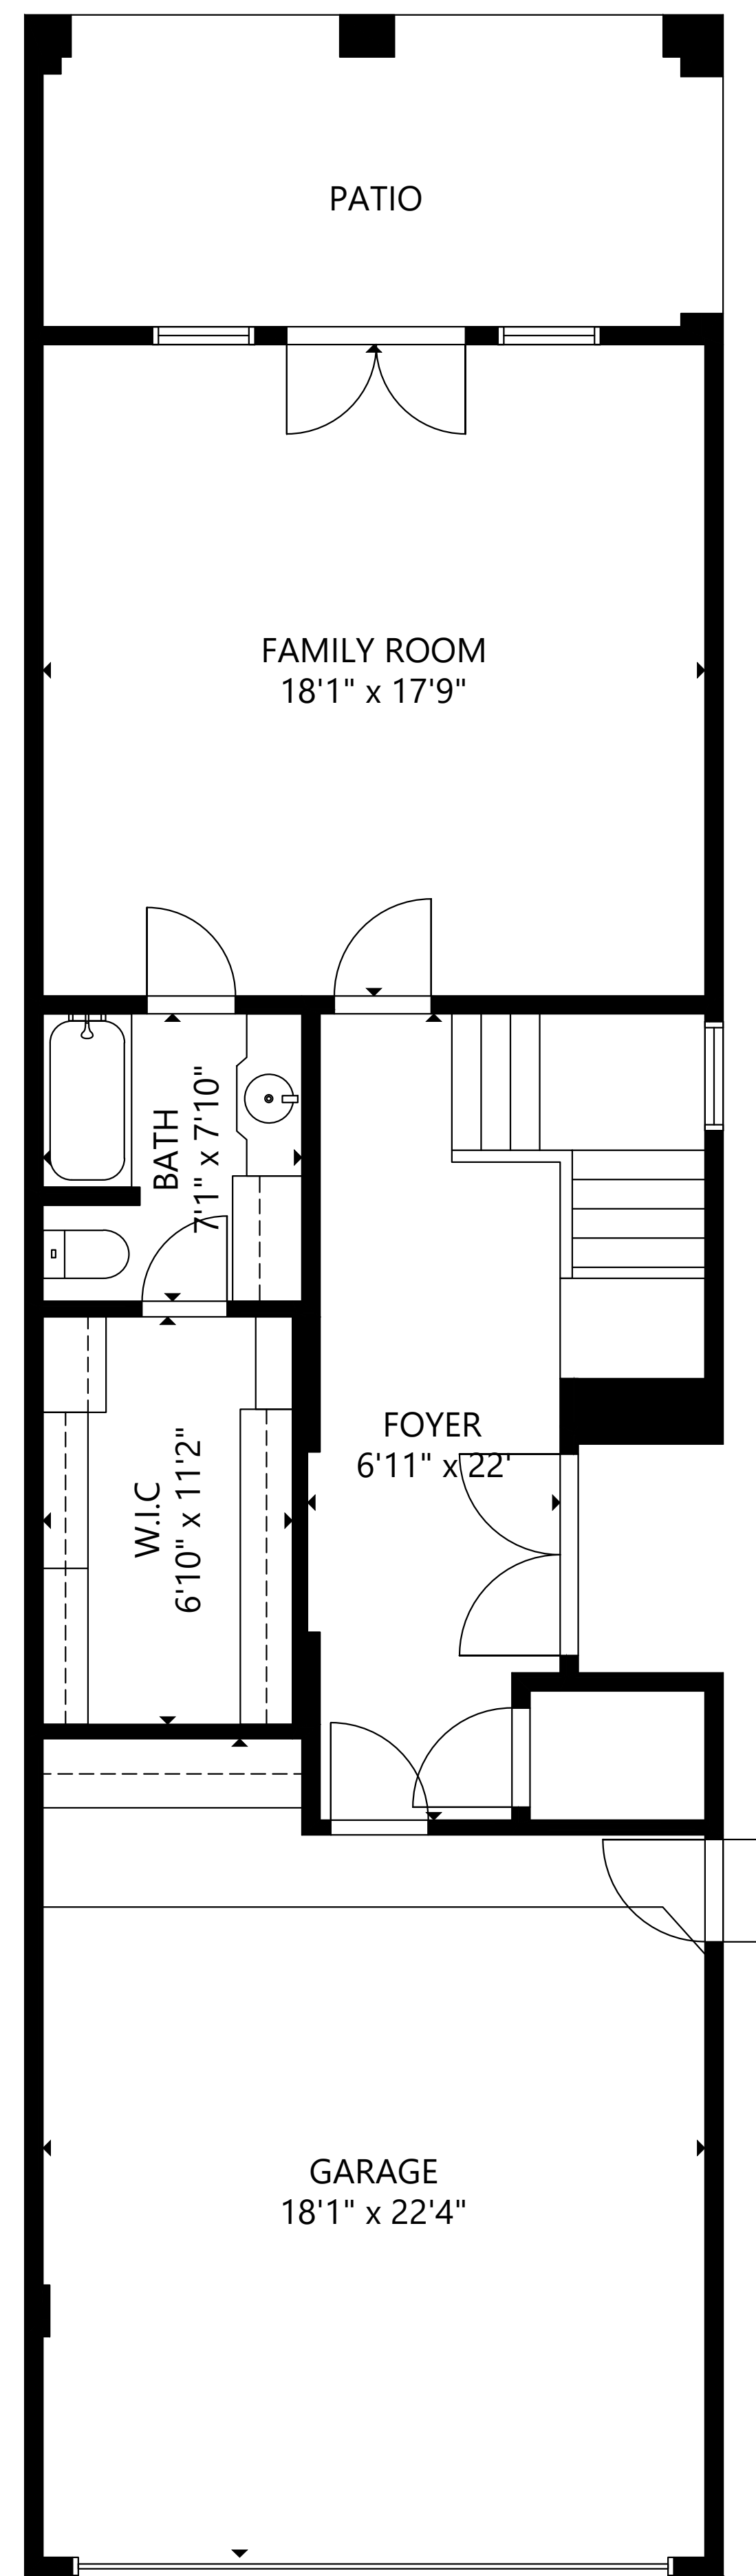 PATIO
FAMILY ROOM
18'1" x 17'9"
BATH
7'1" x 7'10"
FOYER
6'11" x 22'
W.I.C
6'10" x 11'2"
GARAGE
18'1" x 22'4"